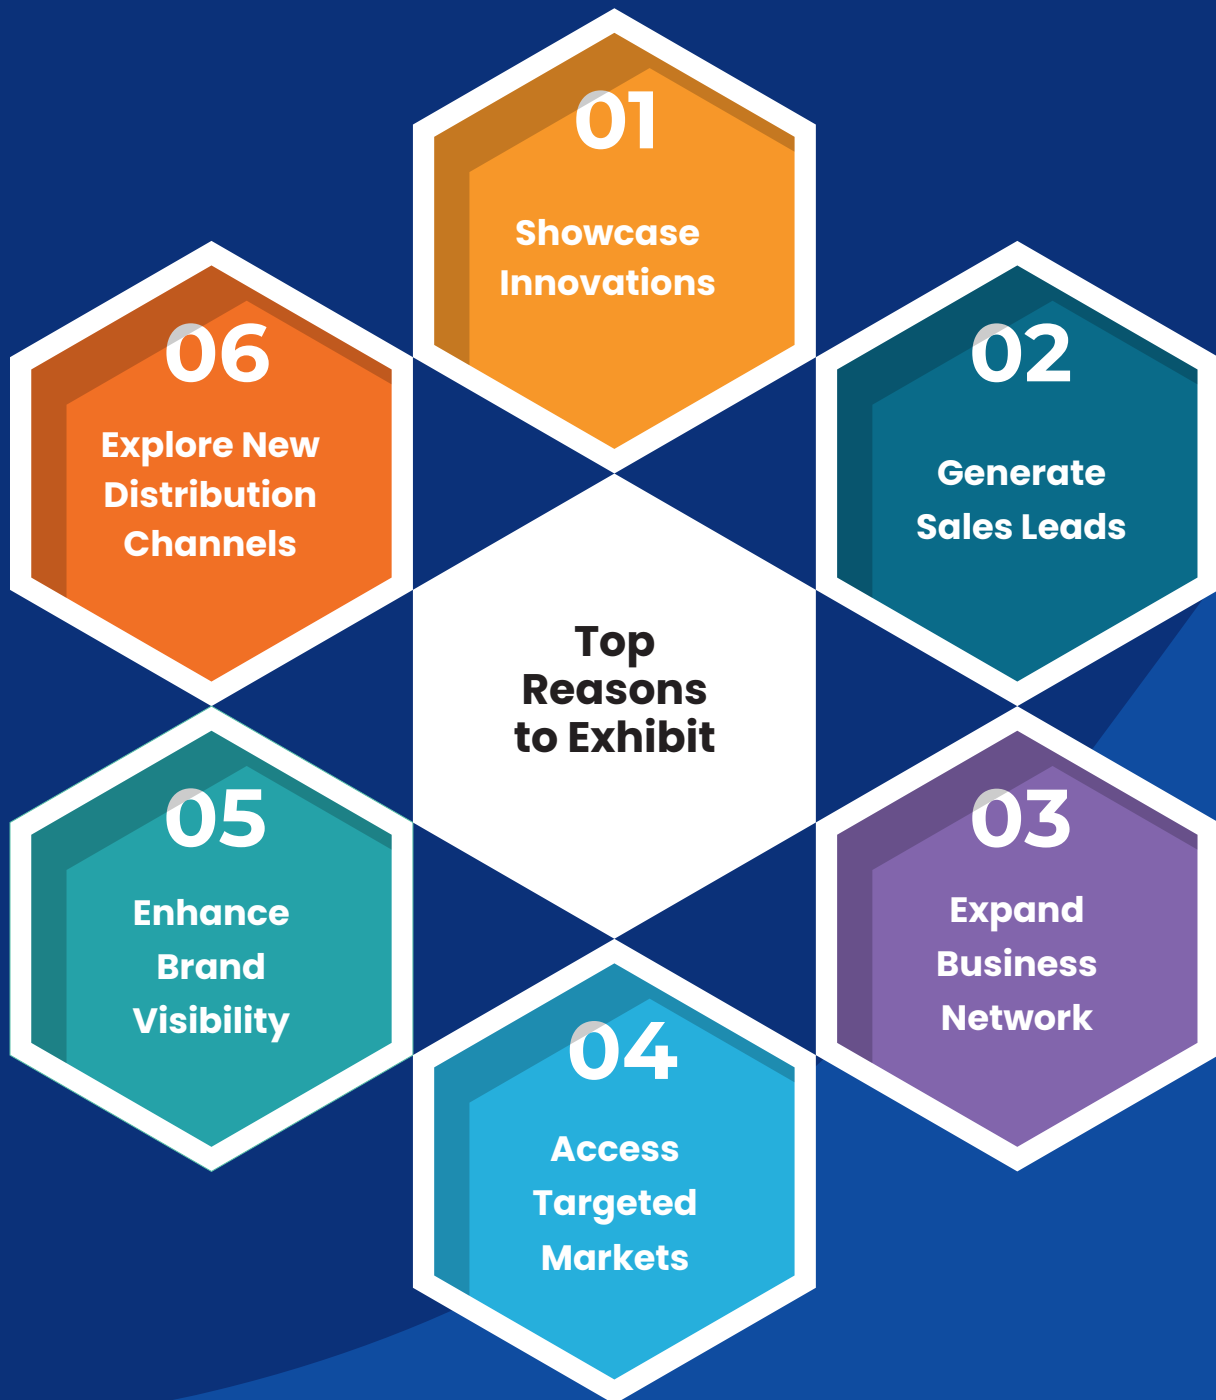 Top
Reasons
to Exhibit
01
Showcase
Innovations
02
Generate
Sales Leads
03
Expand
Business
Network
04
Access
Targeted
Markets
05
Enhance
Brand
Visibility
06
Explore New
Distribution
Channels